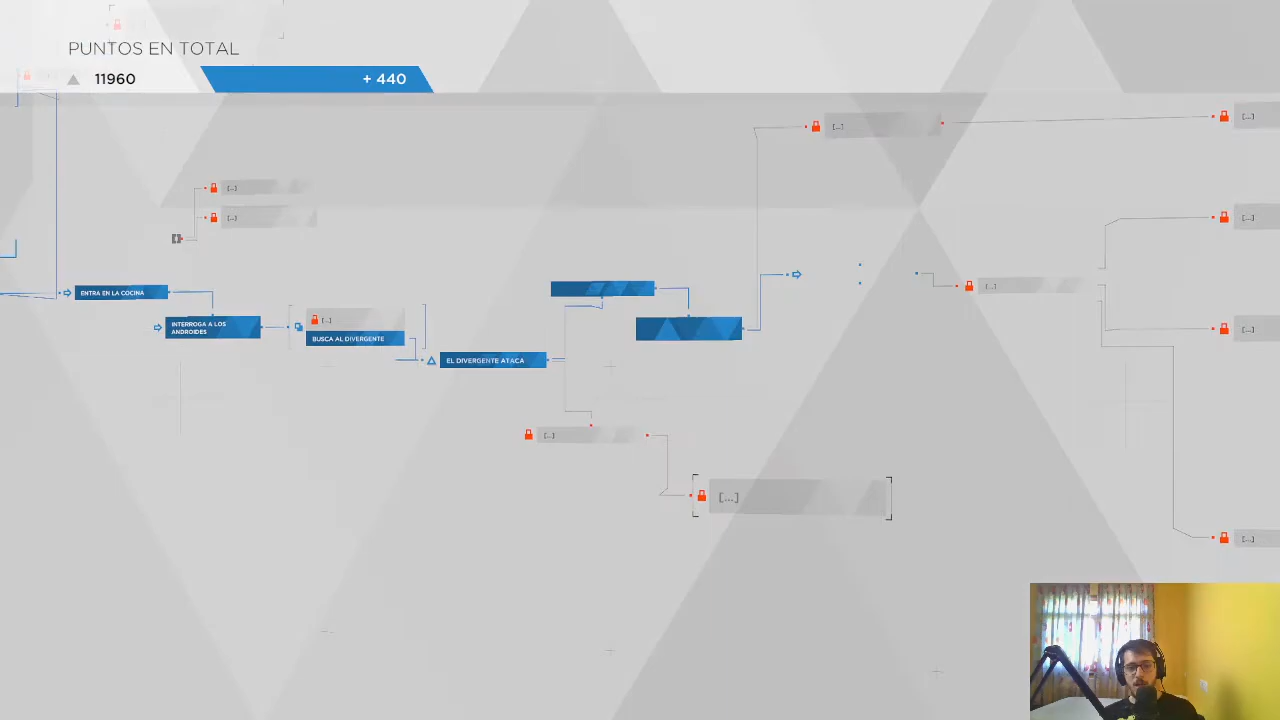 PUNTOS EN TOTAL
11960
+ 440
[...]
[...]
[...]
[...]
[...]
ENTRA EN LA COCINA
[...]
INTERROGA A LOS
ANDROIDES
[...]
BUSCA AL DIVERGENTE
[...]
EL DIVERGENTE ATACA
[...]
[...]
[...]